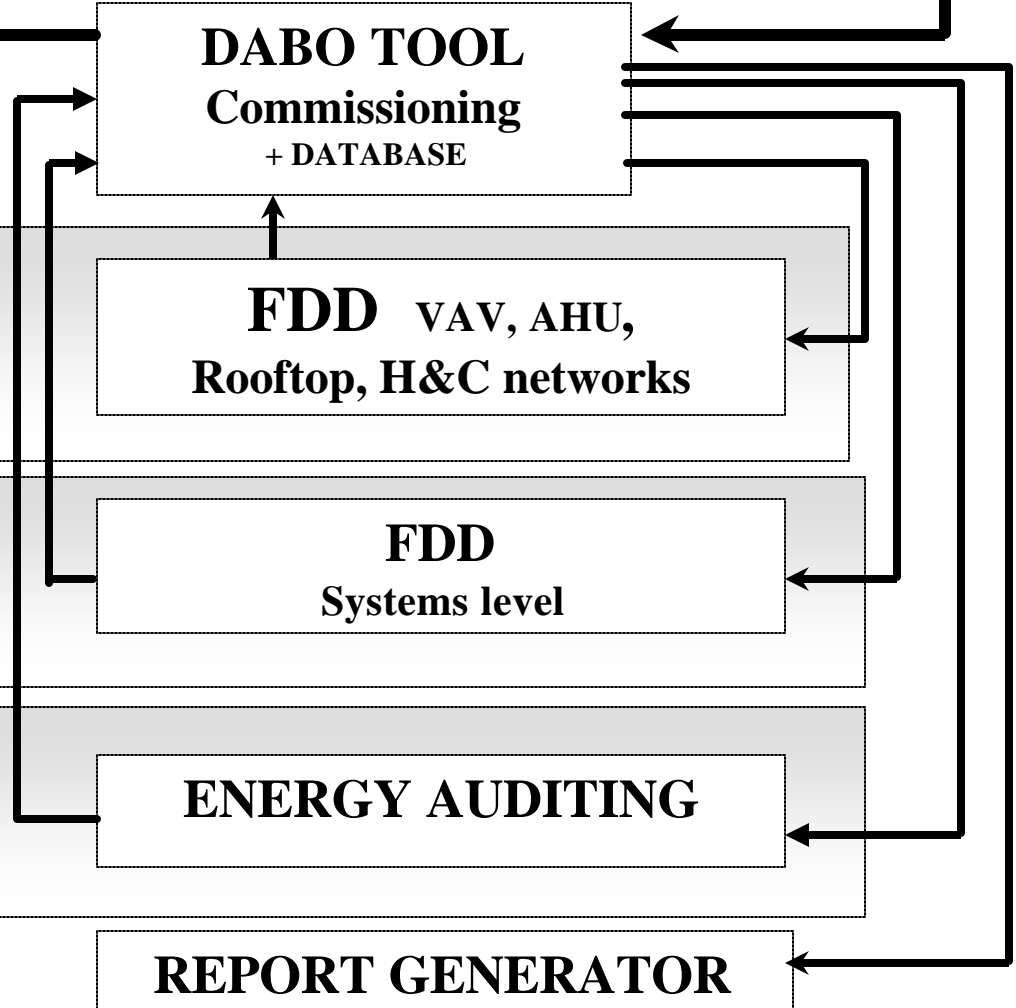 DABO TOOL
Commissioning
+ DATABASE
FDD VAV, AHU,
Rooftop, H&C networks
FDD
Systems level
ENERGY AUDITING
REPORT GENERATOR